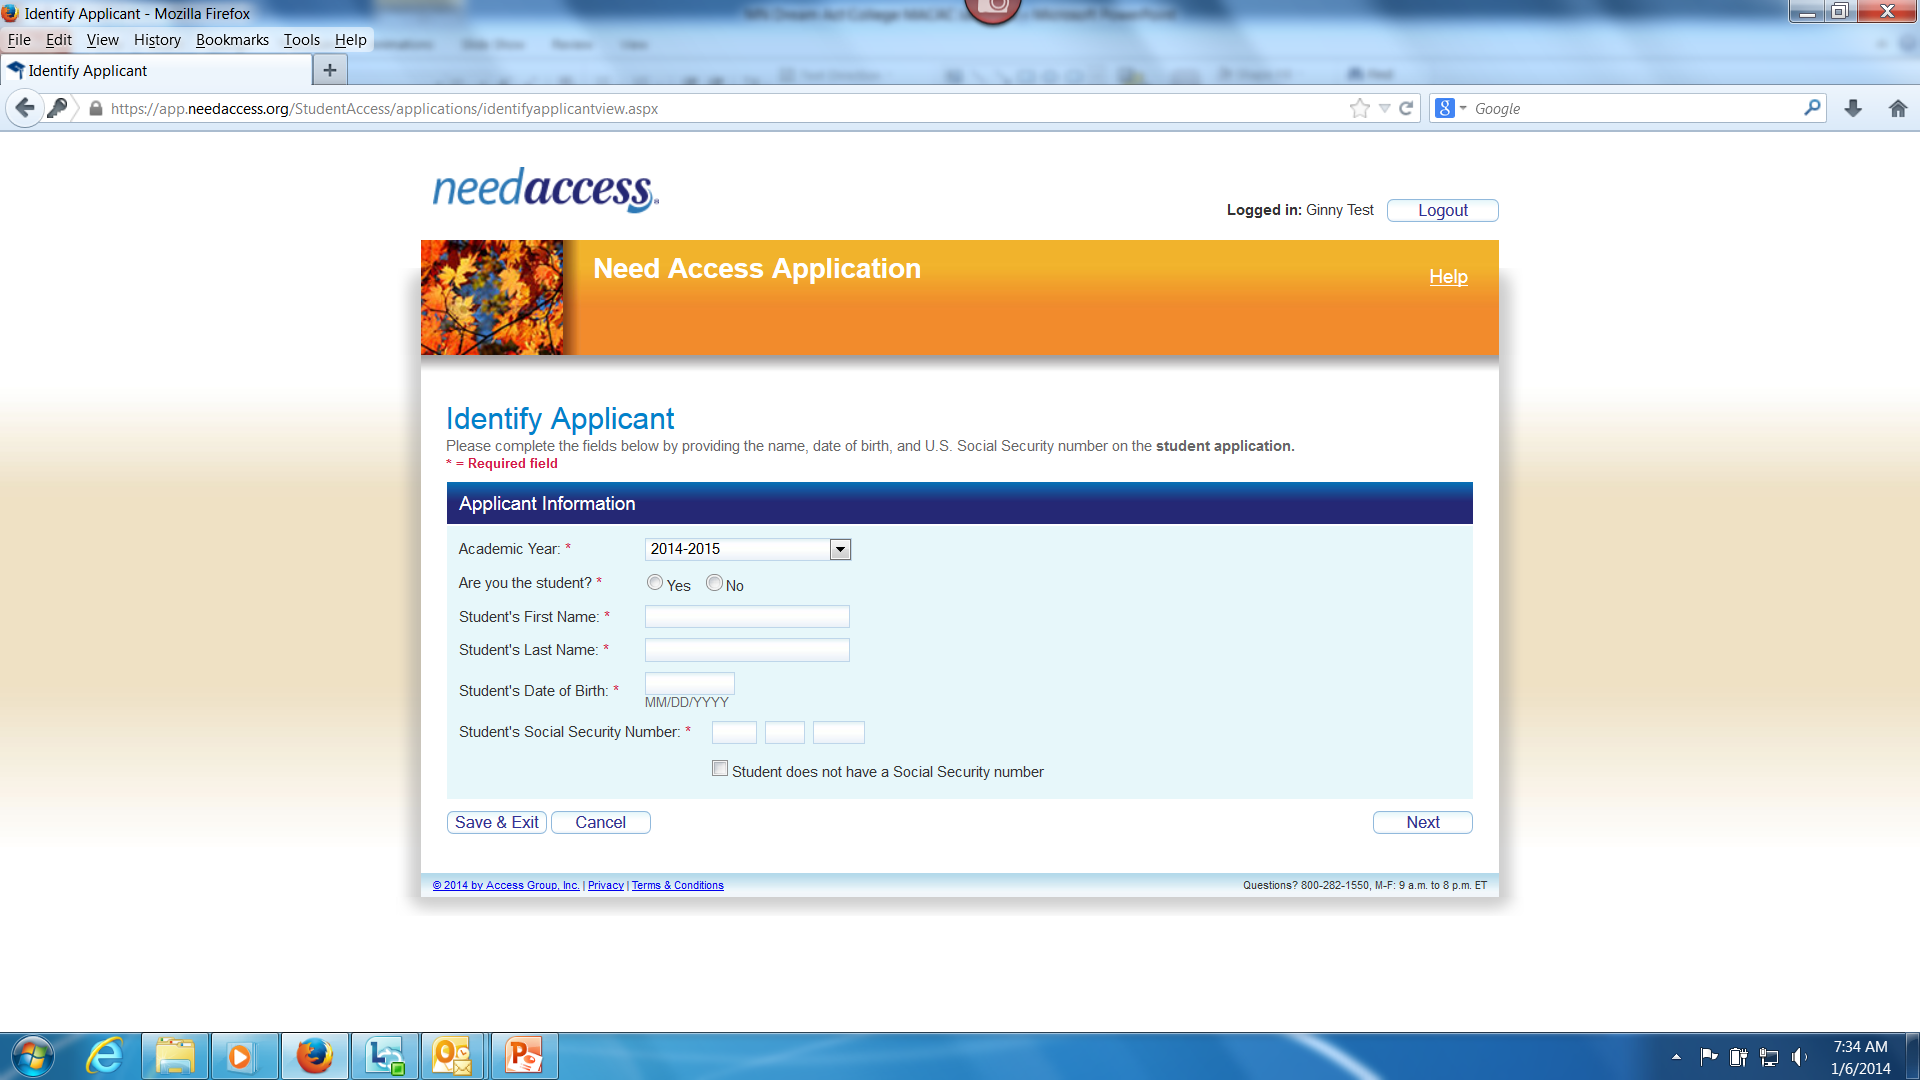 Identify Applicant - Mozilla Firefox
File Edit View History Bookmarks Tools Help
Identify Applicant
https://app.needaccess.org/StudentAccess/applications/identifyapplicantview.aspx
Google
needaccess
Logged in: Ginny Test Logout
Need Access Application
Help
Identify Applicant
Please complete the fields below by providing the name, date of birth, and U.S. Social Security number on the student application.
* = Required field
Applicant Information
Academic Year: * 2014-2015
Are you the student? * Yes No
Student's First Name: *
Student's Last Name: *
Student's Date of Birth: *
MM/DD/YYYY
Student's Social Security Number: *
Student does not have a Social Security number
Save & Exit Cancel Next
© 2014 by Access Group, Inc. | Privacy | Terms & Conditions Questions? 800-282-1550, M-F: 9 a.m. to 8 p.m. ET
7:34 AM
1/6/2014